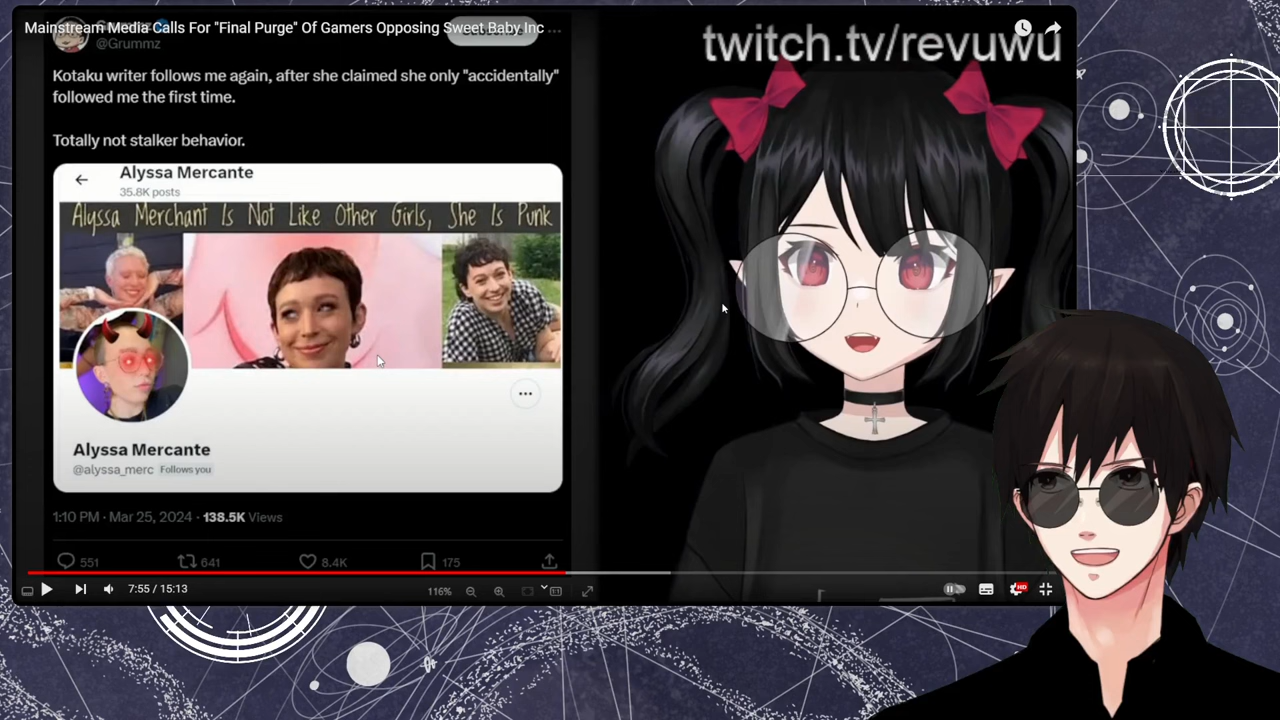 Mainstream Media Calls For "Final Purge" Of Gamers Opposing Sweet Baby Inc
@Grummz
twitch.tv/revuwu
Kotaku writer follows me again, after she claimed she only "accidentally"
followed me the first time.
Totally not stalker behavior.
Alyssa Mercante
35.8K posts
Alyssa Merchant Is Not Like Other Girls, She Is Punk
Alyssa Mercante
@alyssa_merc Follows you
1:10 PM · Mar 25, 2024 · 138.5K Views
551 641 8.4K 175
7:55 / 15:13
116%
HD